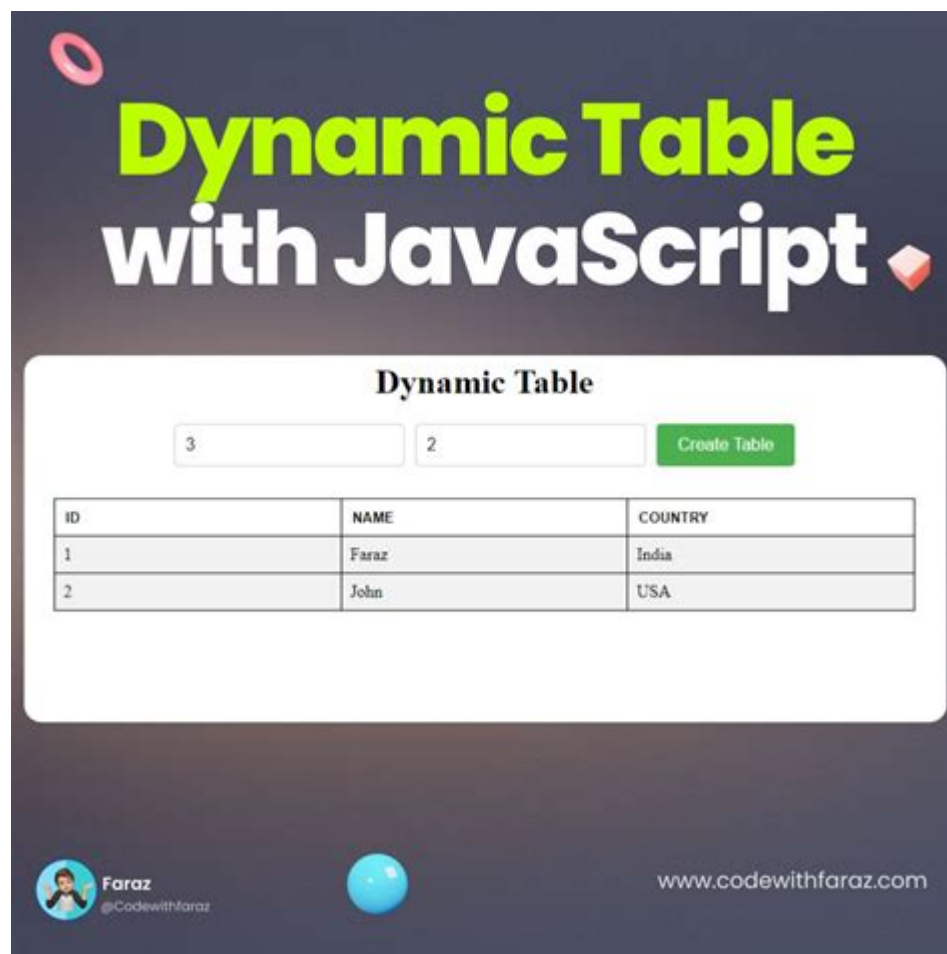 Dynamic Table
with JavaScript
Dynamic Table
3 2 Create Table
ID NAME COUNTRY
1 Faraz India
2 John USA
Faraz
@Codewithfaraz
www.codewithfaraz.com